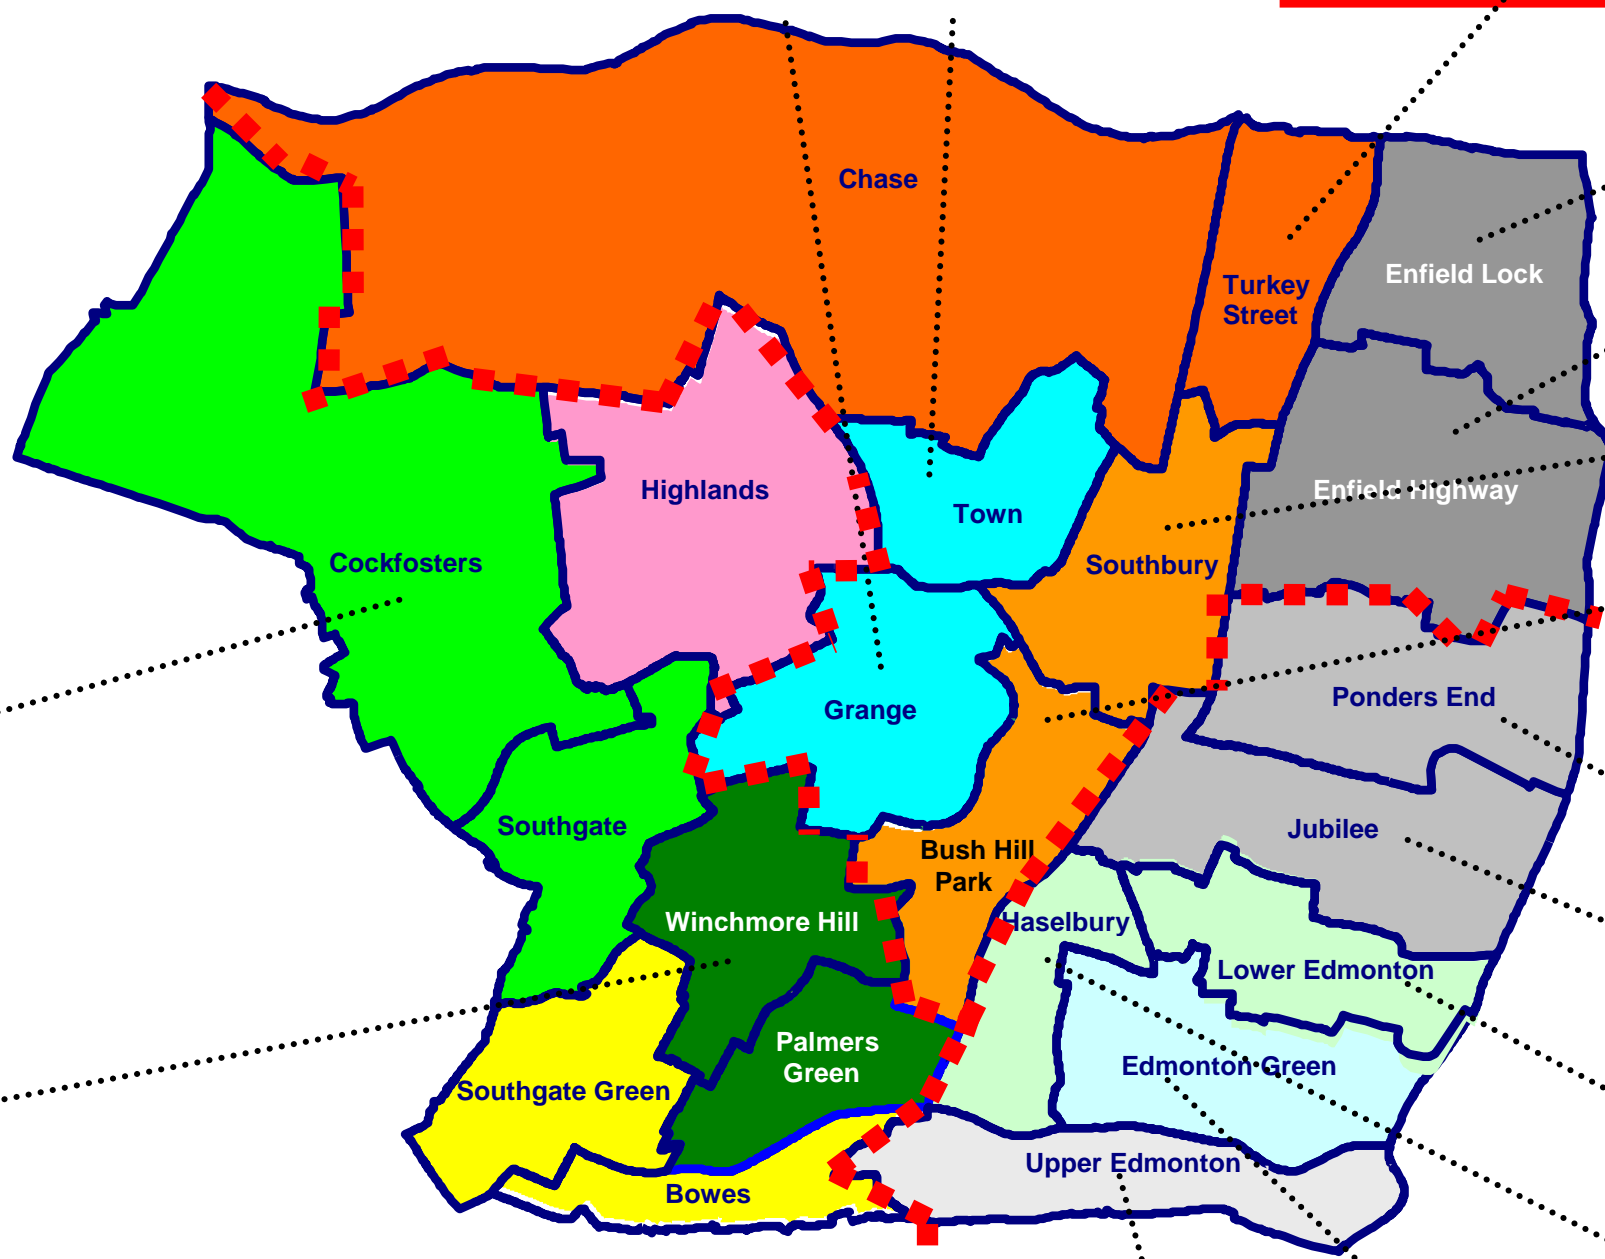 Chase
Turkey
Street
Enfield Lock
Highlands
Town
Enfield Highway
Cockfosters
Southbury
Grange
Ponders End
Southgate
Jubilee
Bush Hill
Park
Winchmore Hill
Haselbury
Lower Edmonton
Palmers
Green
Edmonton Green
Southgate Green
Upper Edmonton
Bowes